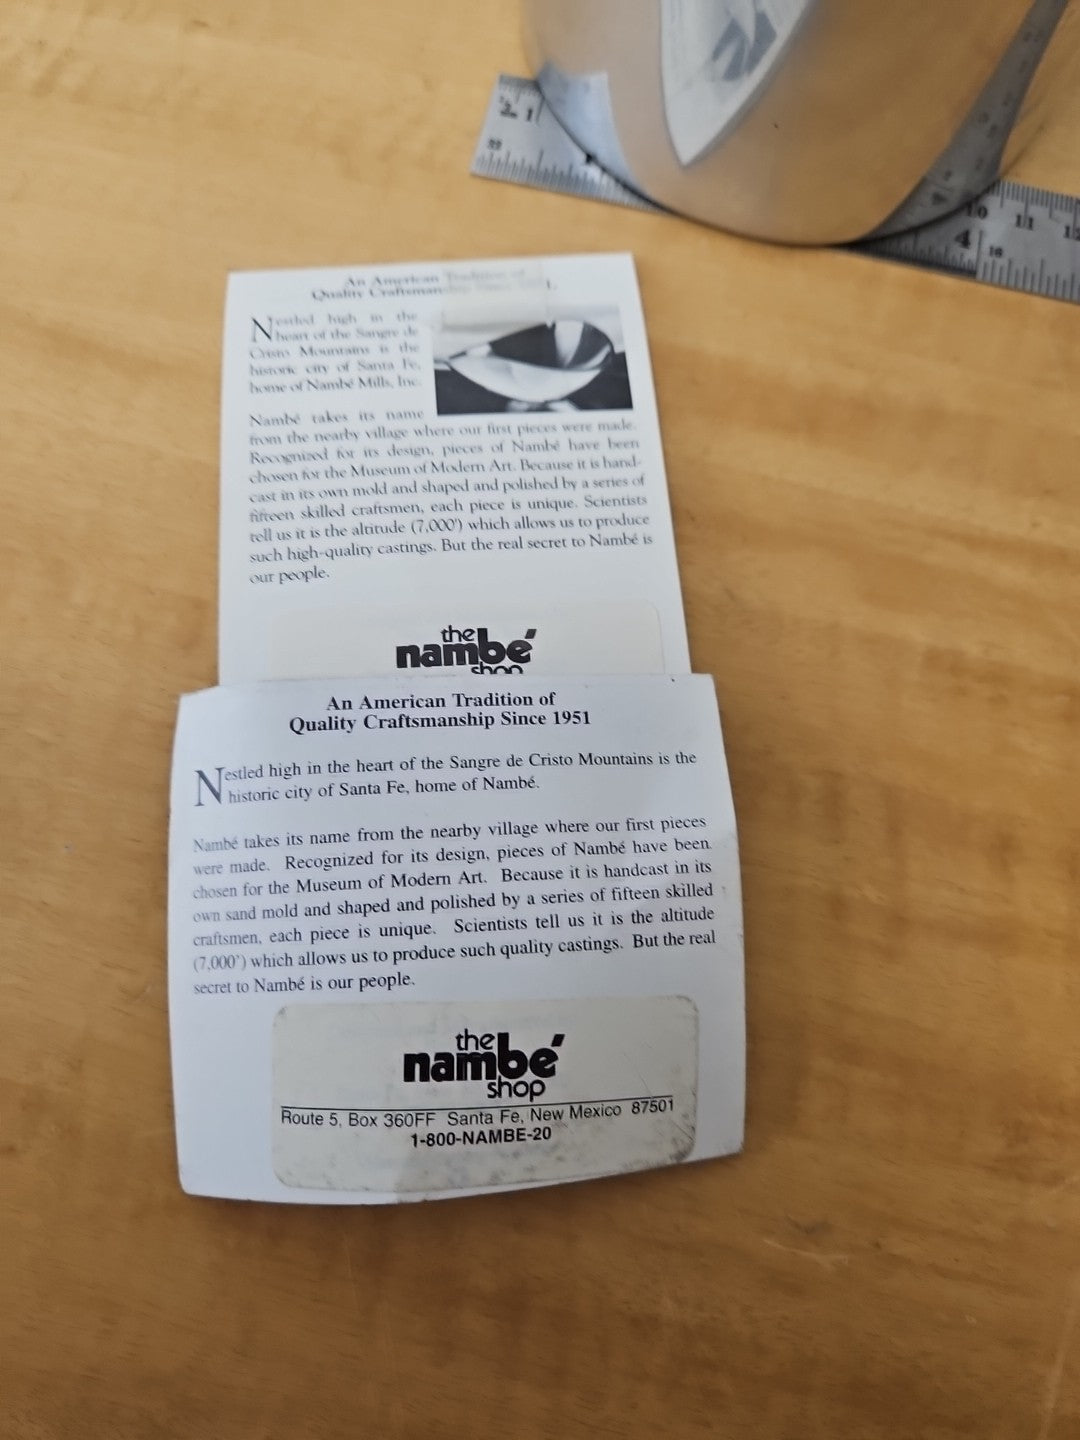 2 1
10 11 12
4 16
An American Tradition of
Quality Craftsmanship
Nestled high in the
heart of the Sangre de
Cristo Mountains is the
historic city of Santa Fe,
home of Nambé Mills, Inc.
Nambé takes its name
from the nearby village where our first pieces were made.
Recognized for its design, pieces of Nambé have been
chosen for the Museum of Modern Art. Because it is hand-
cast in its own mold and shaped and polished by a series of
fifteen skilled craftsmen, each piece is unique. Scientists
tell us it is the altitude (7,000') which allows us to produce
such high-quality castings. But the real secret to Nambé is
our people.
the
nambé
shop
An American Tradition of
Quality Craftsmanship Since 1951
Nestled high in the heart of the Sangre de Cristo Mountains is the
historic city of Santa Fe, home of Nambé.
Nambé takes its name from the nearby village where our first pieces
were made. Recognized for its design, pieces of Nambé have been
chosen for the Museum of Modern Art. Because it is handcast in its
own sand mold and shaped and polished by a series of fifteen skilled
craftsmen, each piece is unique. Scientists tell us it is the altitude
(7,000') which allows us to produce such quality castings. But the real
secret to Nambé is our people.
the
nambé
shop
Route 5, Box 360FF Santa Fe, New Mexico 87501
1-800-NAMBE-20